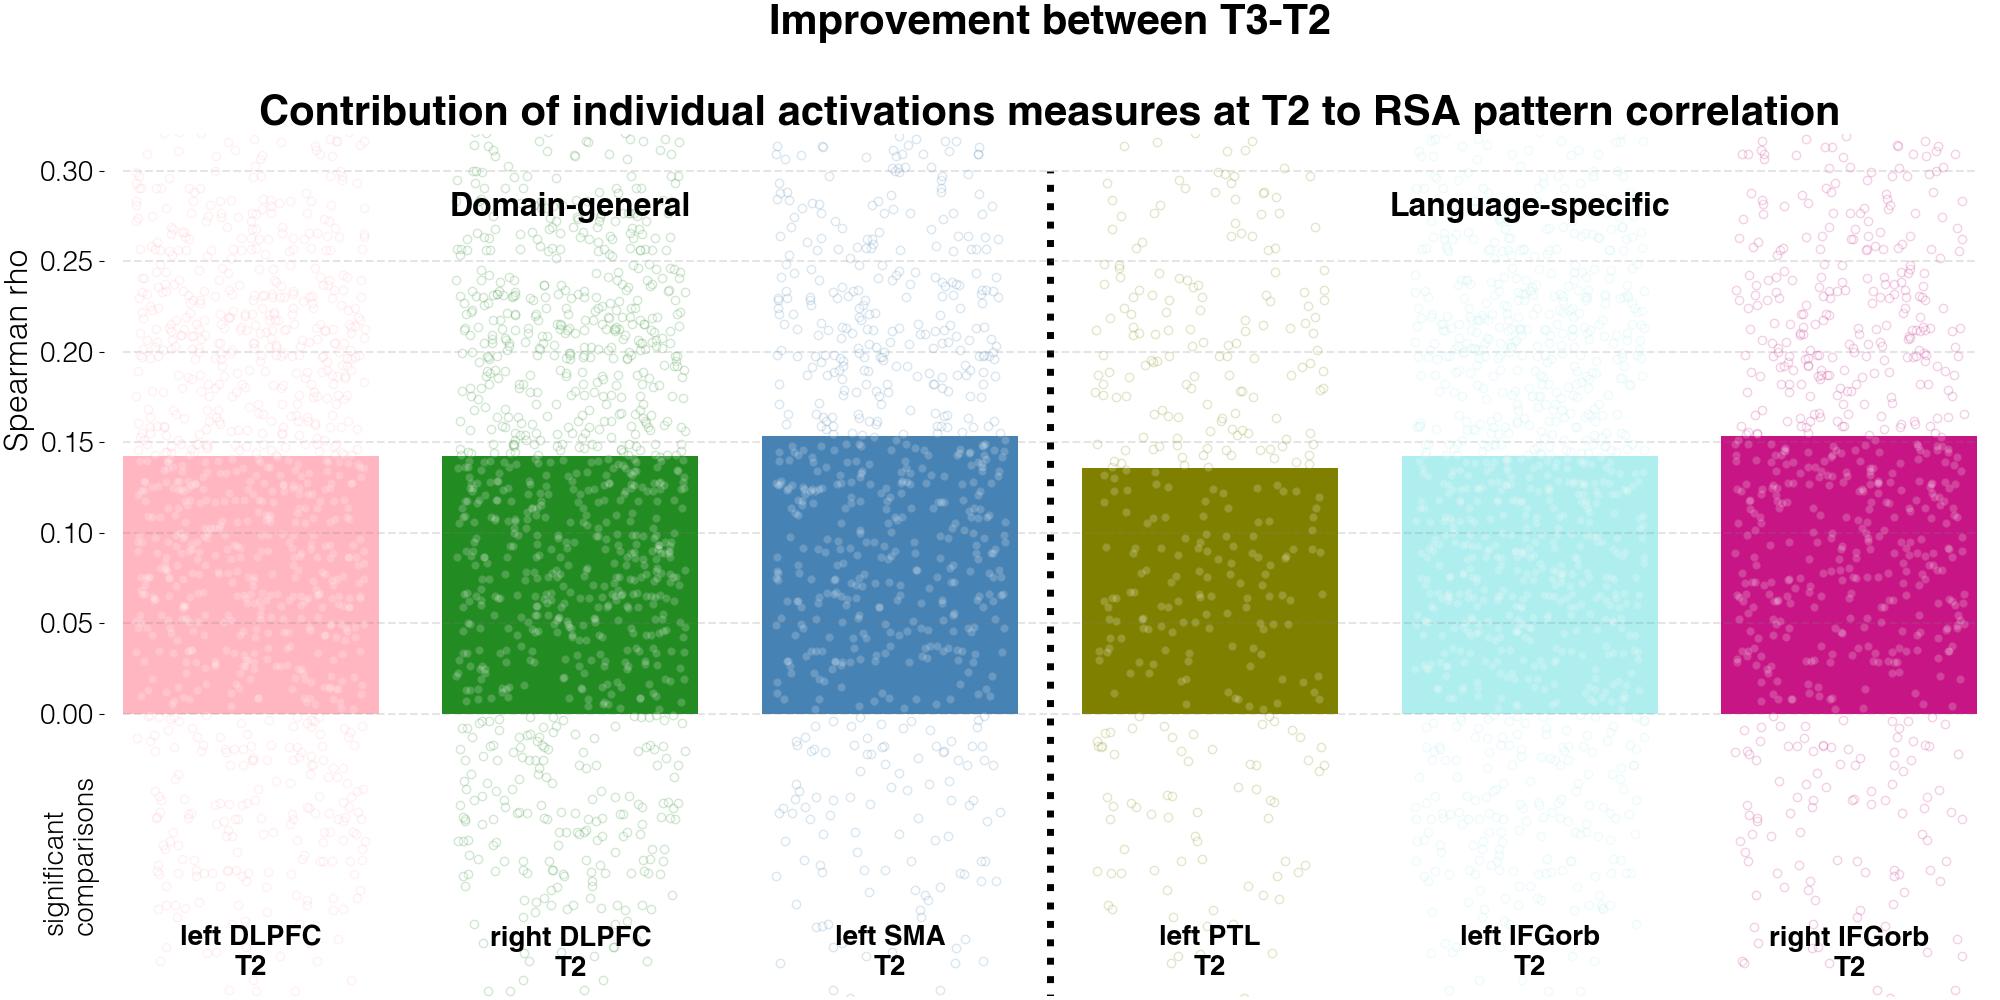 Improvement between T3-T2
Contribution of individual activations measures at T2 to RSA pattern correlation
0.30
0.25
0.20
0.15
0.10
0.05
0.00
Spearman rho
significant
comparisons
Domain-general
Language-specific
left DLPFC
T2
right DLPFC
T2
left SMA
T2
left PTL
T2
left IFGorb
T2
right IFGorb
T2